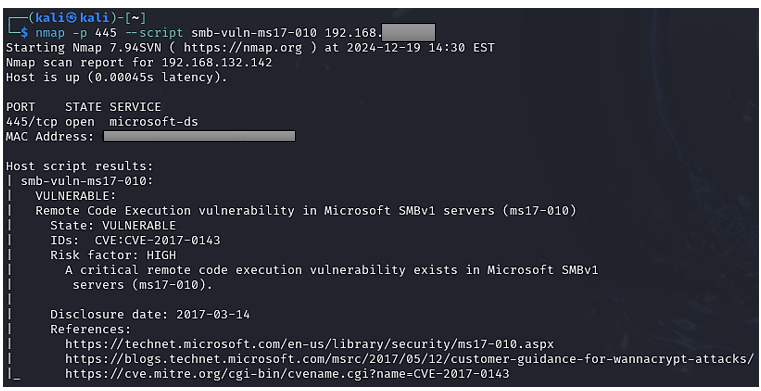 ┌──(kali㉿kali)-[~]
└─$ nmap -p 445 --script smb-vuln-ms17-010 192.168.
Starting Nmap 7.94SVN ( https://nmap.org ) at 2024-12-19 14:30 EST
Nmap scan report for 192.168.132.142
Host is up (0.00045s latency).
PORT    STATE SERVICE
445/tcp open  microsoft-ds
MAC Address:
Host script results:
| smb-vuln-ms17-010:
|   VULNERABLE:
|   Remote Code Execution vulnerability in Microsoft SMBv1 servers (ms17-010)
|     State: VULNERABLE
|     IDs:  CVE:CVE-2017-0143
|     Risk factor: HIGH
|       A critical remote code execution vulnerability exists in Microsoft SMBv1
|        servers (ms17-010).
|
|     Disclosure date: 2017-03-14
|     References:
|       https://technet.microsoft.com/en-us/library/security/ms17-010.aspx
|       https://blogs.technet.microsoft.com/msrc/2017/05/12/customer-guidance-for-wannacrypt-attacks/
|_      https://cve.mitre.org/cgi-bin/cvename.cgi?name=CVE-2017-0143